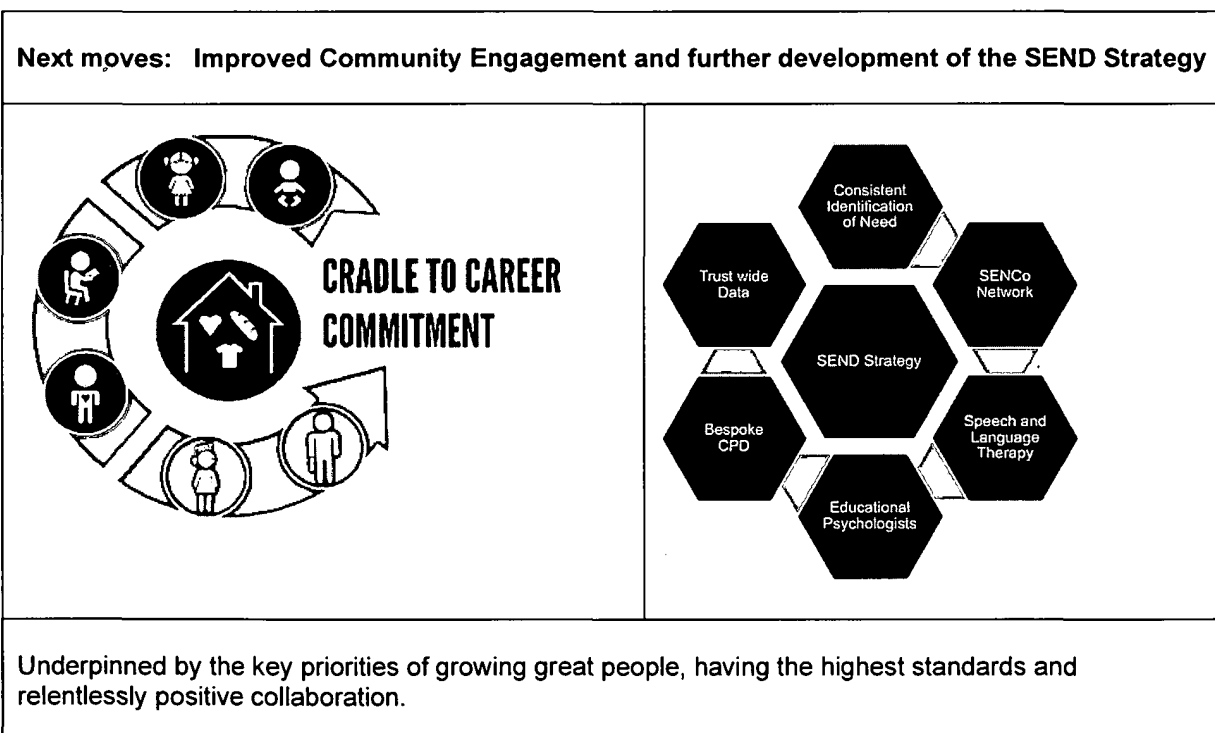 Next moves: Improved Community Engagement and further development of the SEND Strategy
CRADLE TO CAREER
COMMITMENT
Consistent
Identification
of Need
Trust wide
Data
SENCo
Network
SEND Strategy
Bespoke
CPD
Speech and
Language
Therapy
Educational
Psychologists
Underpinned by the key priorities of growing great people, having the highest standards and
relentlessly positive collaboration.